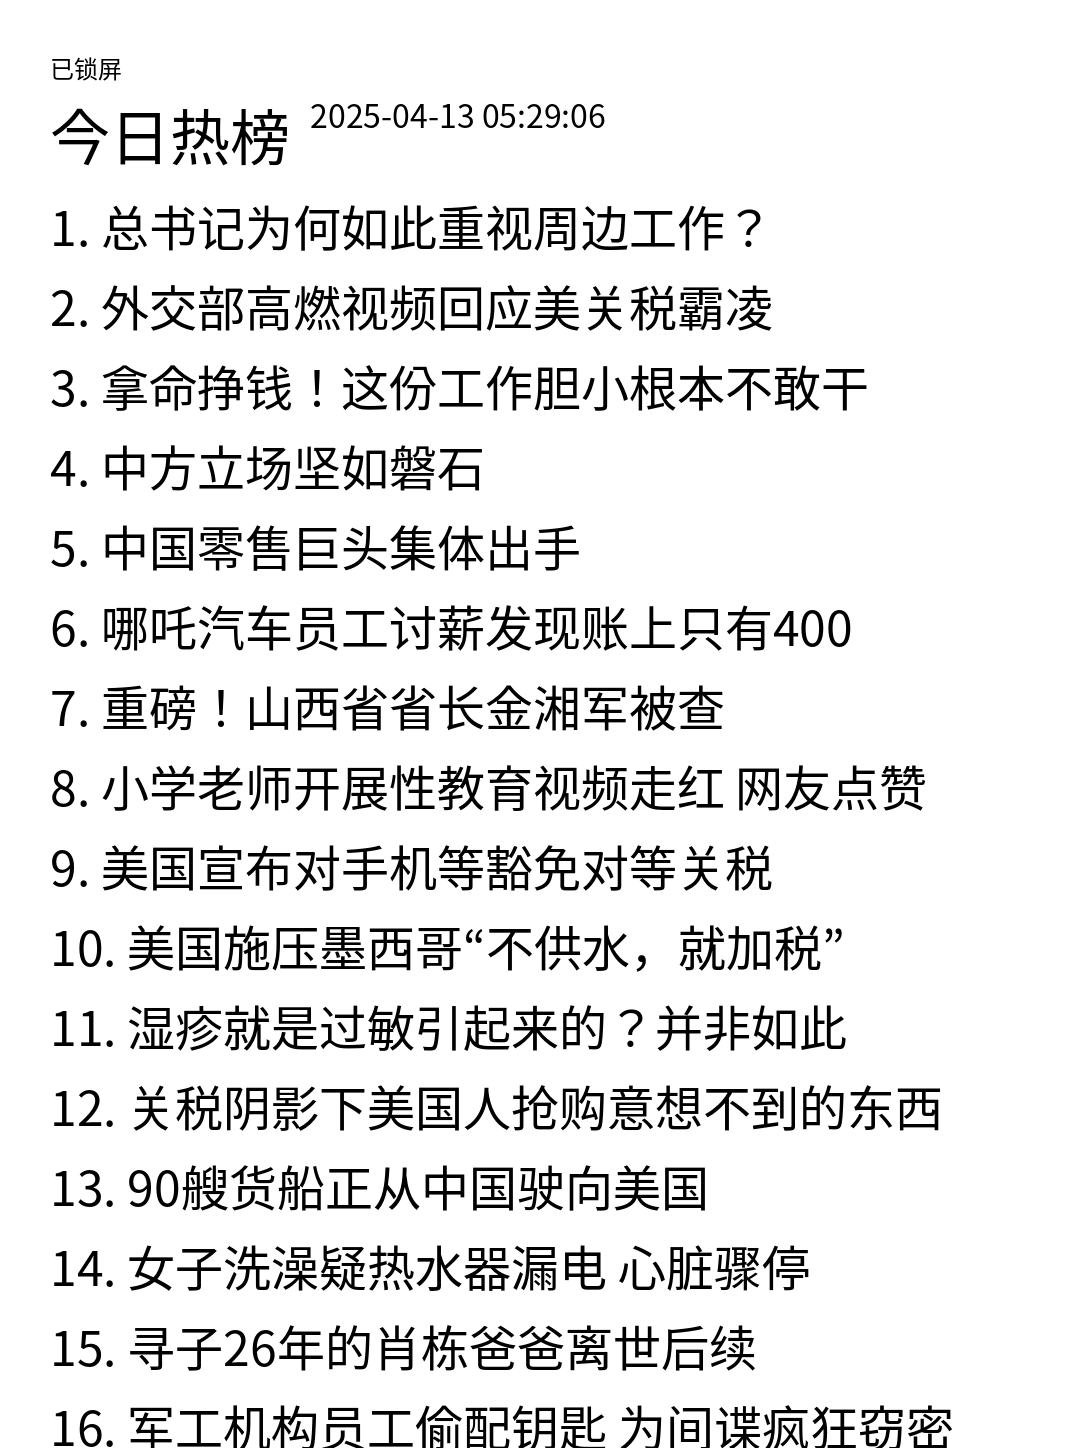 已锁屏
今日热榜 2025-04-13 05:29:06
1. 总书记为何如此重视周边工作？
2. 外交部高燃视频回应美关税霸凌
3. 拿命挣钱！这份工作胆小根本不敢干
4. 中方立场坚如磐石
5. 中国零售巨头集体出手
6. 哪吒汽车员工讨薪发现账上只有400
7. 重磅！山西省省长金湘军被查
8. 小学老师开展性教育视频走红 网友点赞
9. 美国宣布对手机等豁免对等关税
10. 美国施压墨西哥“不供水，就加税”
11. 湿疹就是过敏引起来的？并非如此
12. 关税阴影下美国人抢购意想不到的东西
13. 90艘货船正从中国驶向美国
14. 女子洗澡疑热水器漏电 心脏骤停
15. 寻子26年的肖栋爸爸离世后续
16. 军工机构员工偷配钥匙 为间谍疯狂窃密